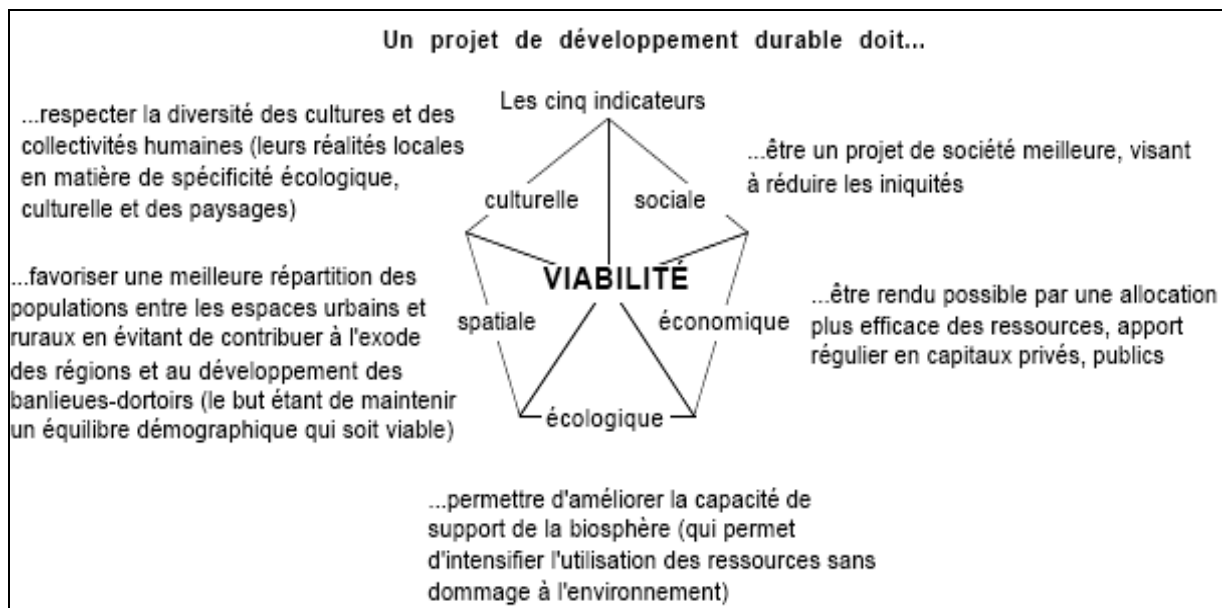 Un projet de développement durable doit...
Les cinq indicateurs
...respecter la diversité des cultures et des
collectivités humaines (leurs réalités locales
en matière de spécificité écologique,
culturelle et des paysages)
...être un projet de société meilleure, visant
à réduire les iniquités
culturelle
sociale
VIABILITÉ
...favoriser une meilleure répartition des
populations entre les espaces urbains et
ruraux en évitant de contribuer à l'exode
des régions et au développement des
banlieues-dortoirs (le but étant de maintenir
un équilibre démographique qui soit viable)
spatiale
économique
...être rendu possible par une allocation
plus efficace des ressources, apport
régulier en capitaux privés, publics
écologique
...permettre d'améliorer la capacité de
support de la biosphère (qui permet
d'intensifier l'utilisation des ressources sans
dommage à l'environnement)